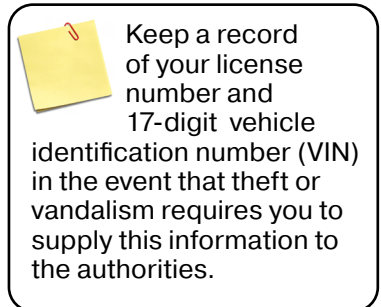 Keep a record
of your license
number and
17-digit vehicle
identification number (VIN)
in the event that theft or
vandalism requires you to
supply this information to
the authorities.